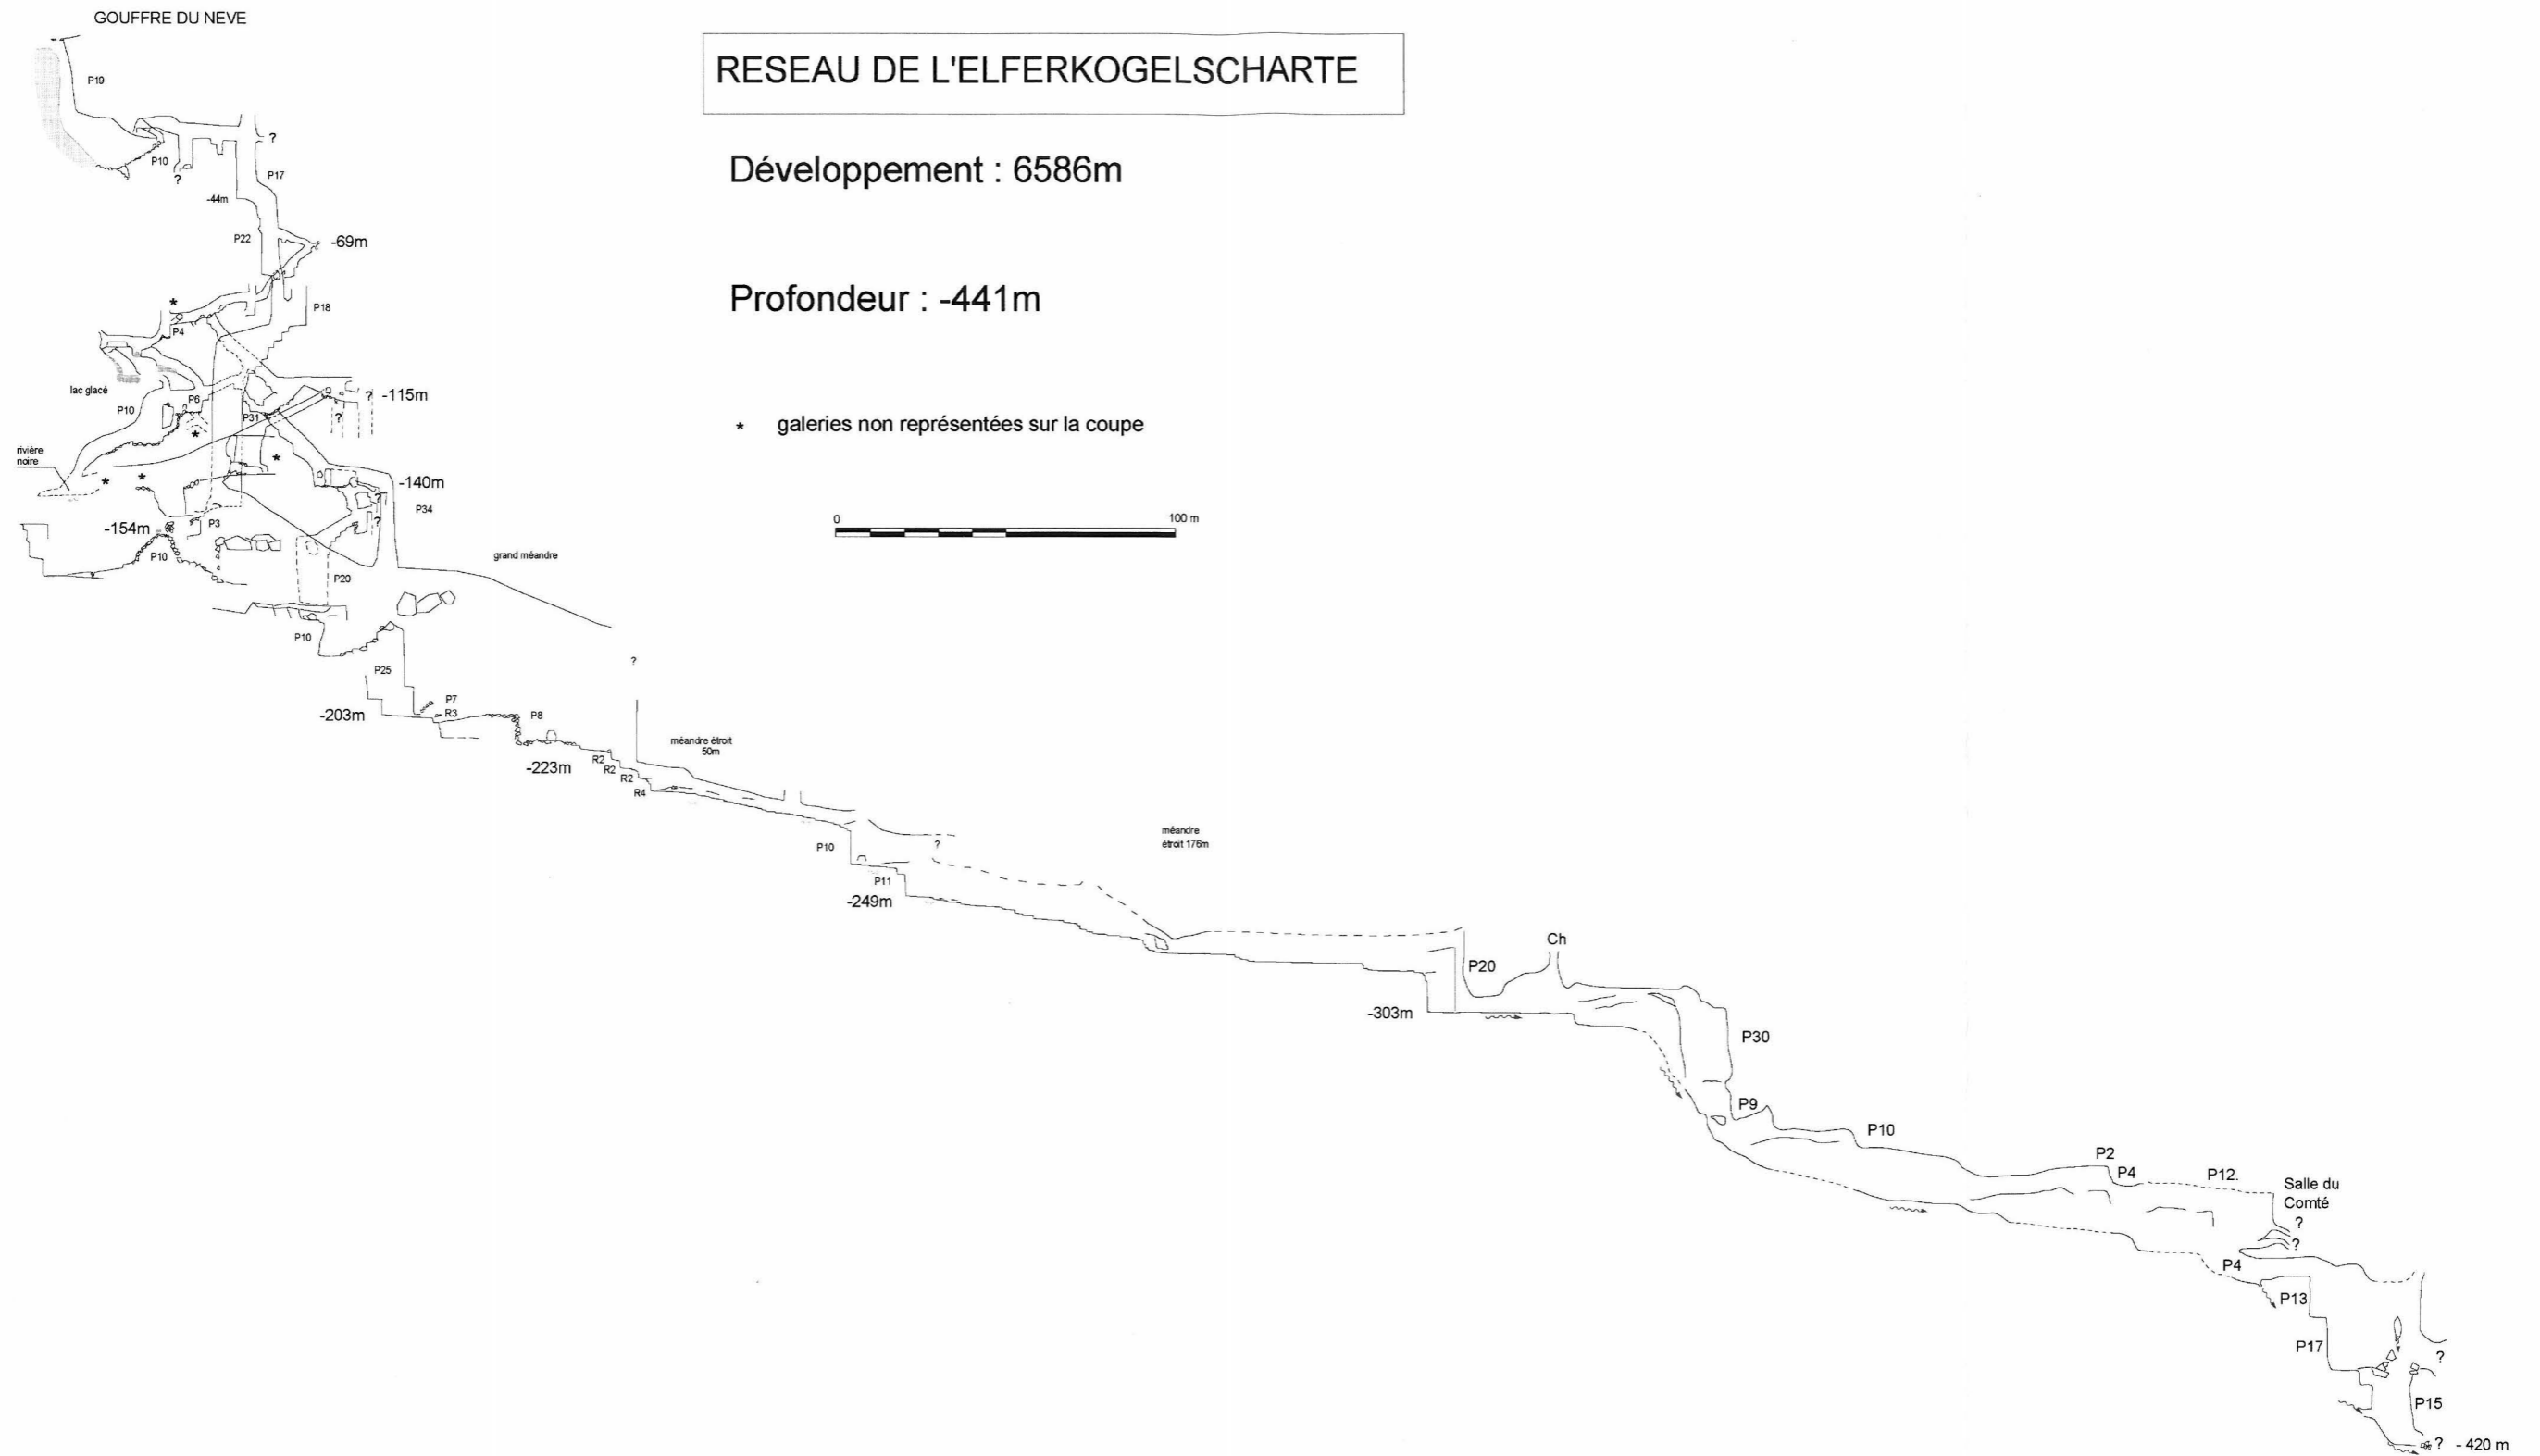 GOUFFRE DU NEVE
RESEAU DE L'ELFERKOGELSCHARTE
Développement : 6586m
Profondeur : -441m
* galeries non représentées sur la coupe
0 100 m
P19
?
P10
?
P17
-44m
P22
-69m
*
P18
P4
lac glacé
P10
P6
P31
?
? -115m
*
rivière
noire
*
*
*
-140m
P34
?
?
-154m
P3
P10
P20
grand méandre
P10
P25
?
P7
R3
-203m
P8
-223m
R2
R2
R2
R4
méandre étroit
50m
P10
?
P11
-249m
méandre
étroit 176m
P20
Ch
-303m
P30
P9
P10
P2
P4
P12.
Salle du
Comté
?
?
P4
P13
P17
?
P15
? - 420 m